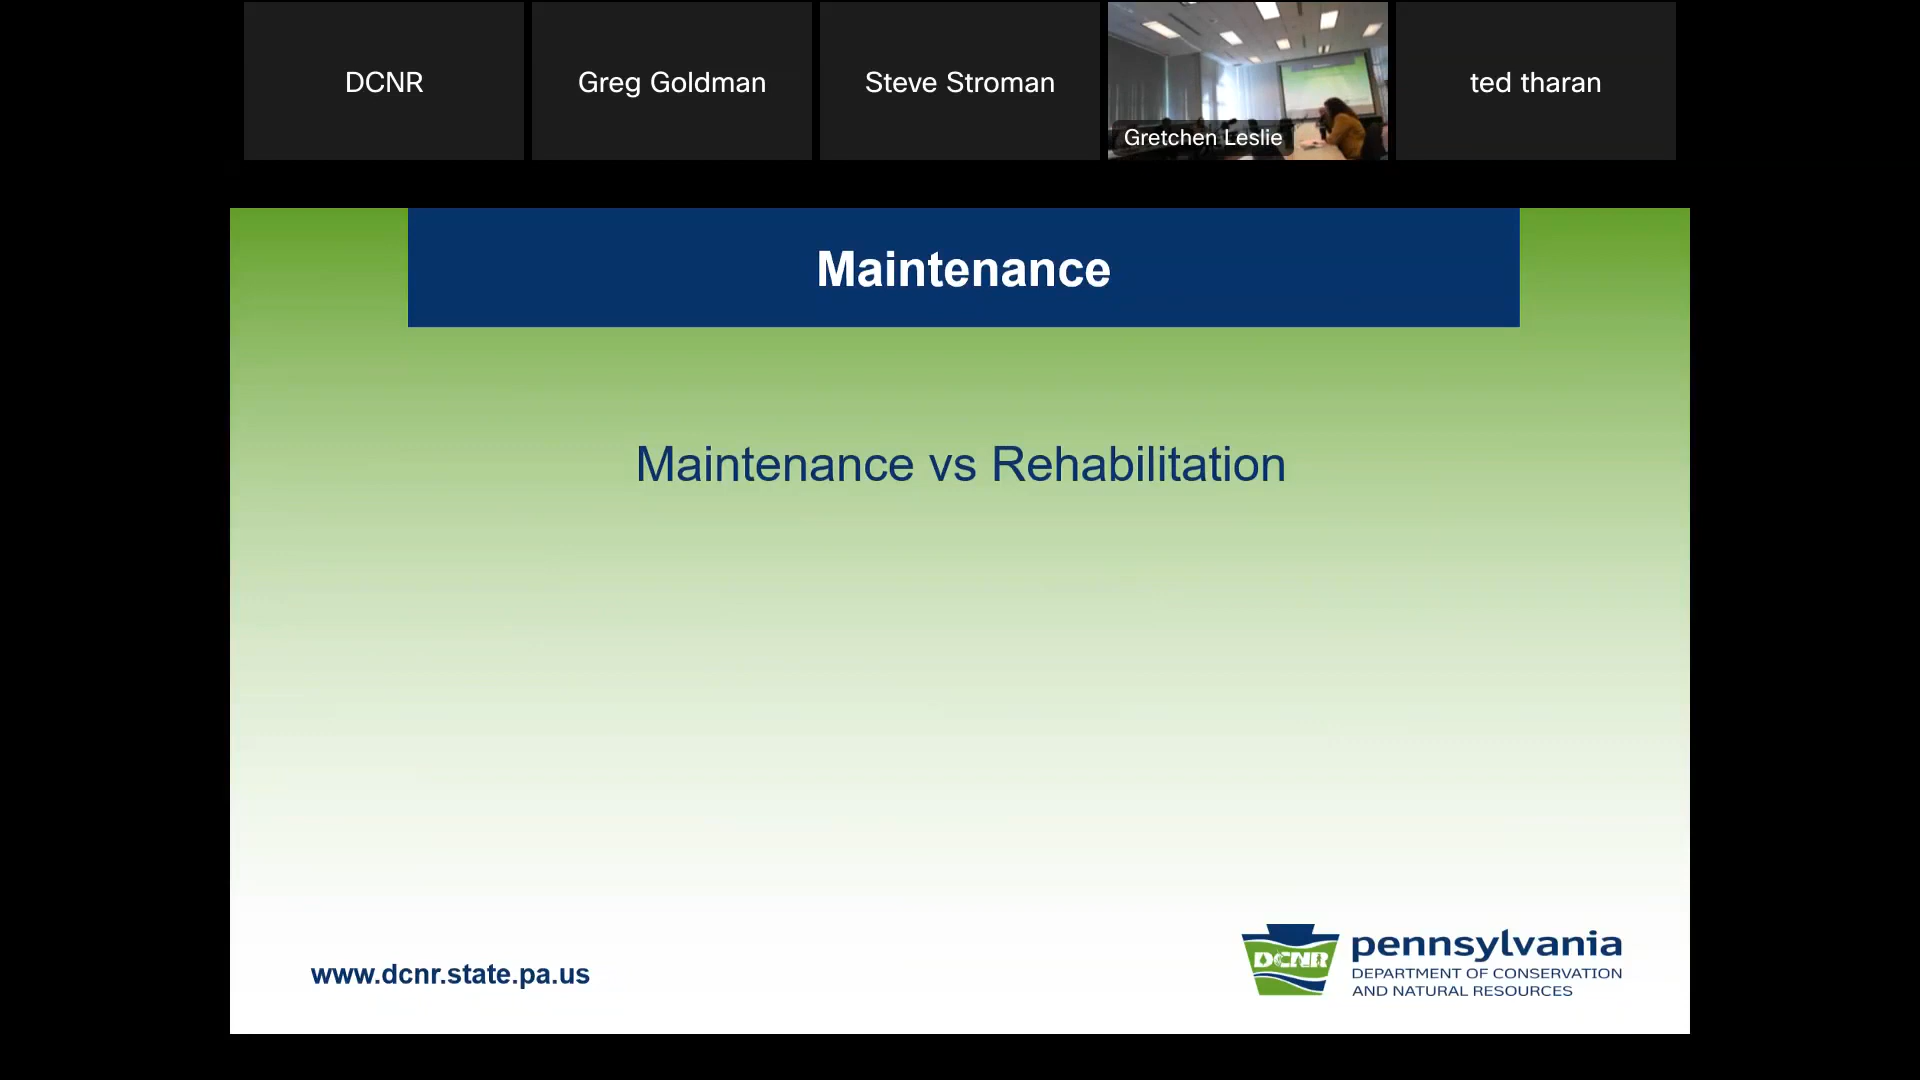 DCNR
Greg Goldman
Steve Stroman
Gretchen Leslie
ted tharan
Maintenance
Maintenance vs Rehabilitation
www.dcnr.state.pa.us
DCNR
pennsylvania
DEPARTMENT OF CONSERVATION
AND NATURAL RESOURCES